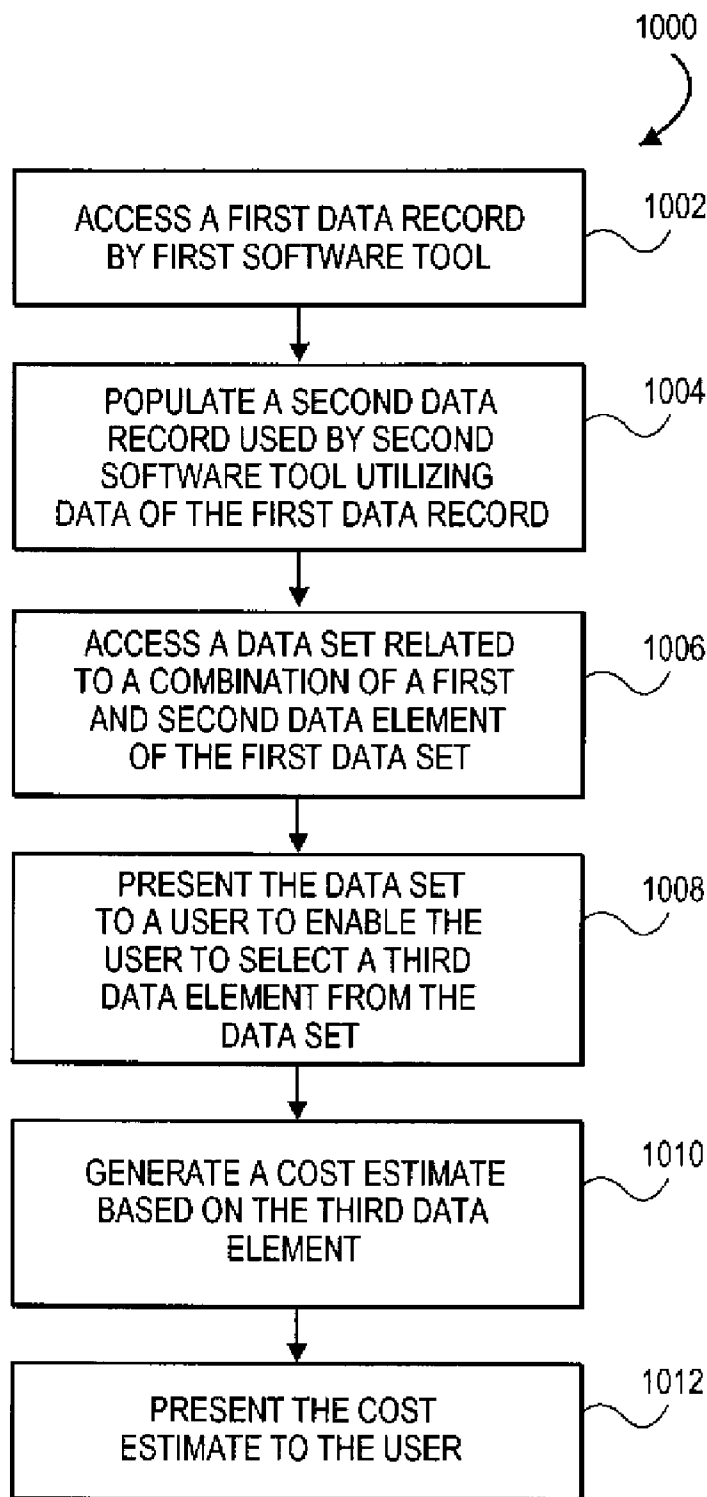 1000
ACCESS A FIRST DATA RECORD
BY FIRST SOFTWARE TOOL
1002
POPULATE A SECOND DATA
RECORD USED BY SECOND
SOFTWARE TOOL UTILIZING
DATA OF THE FIRST DATA RECORD
1004
ACCESS A DATA SET RELATED
TO A COMBINATION OF A FIRST
AND SECOND DATA ELEMENT
OF THE FIRST DATA SET
1006
PRESENT THE DATA SET
TO A USER TO ENABLE THE
USER TO SELECT A THIRD
DATA ELEMENT FROM THE
DATA SET
1008
GENERATE A COST ESTIMATE
BASED ON THE THIRD DATA
ELEMENT
1010
PRESENT THE COST
ESTIMATE TO THE USER
1012